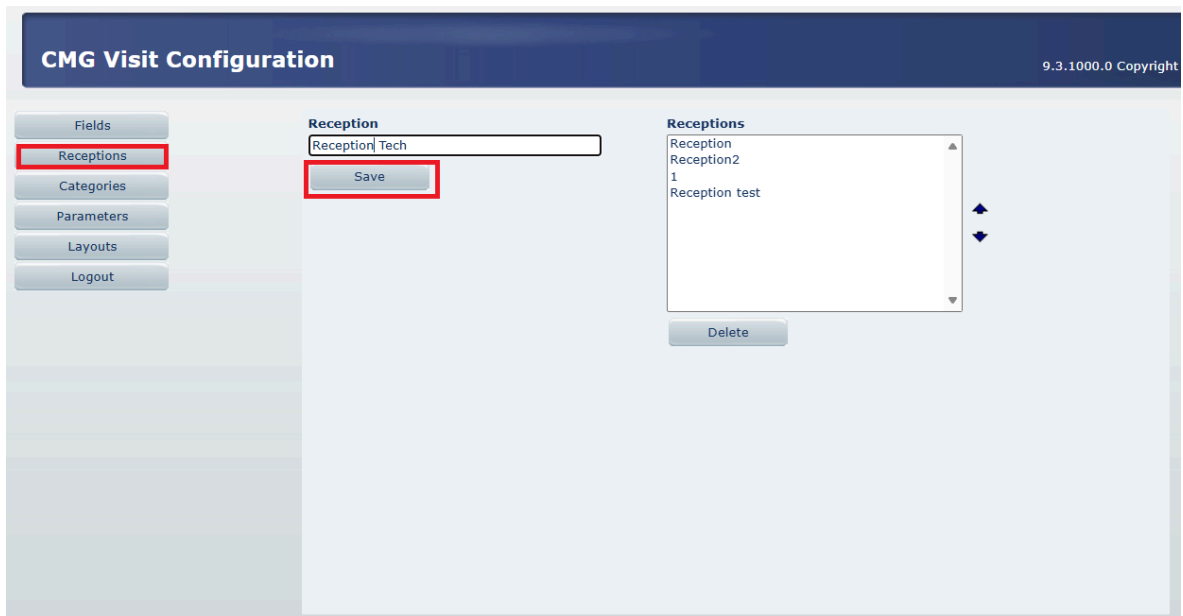 CMG Visit Configuration
9.3.1000.0 Copyright
Fields
Receptions
Categories
Parameters
Layouts
Logout
Reception
Reception Tech
Save
Receptions
Reception
Reception2
1
Reception test
Delete